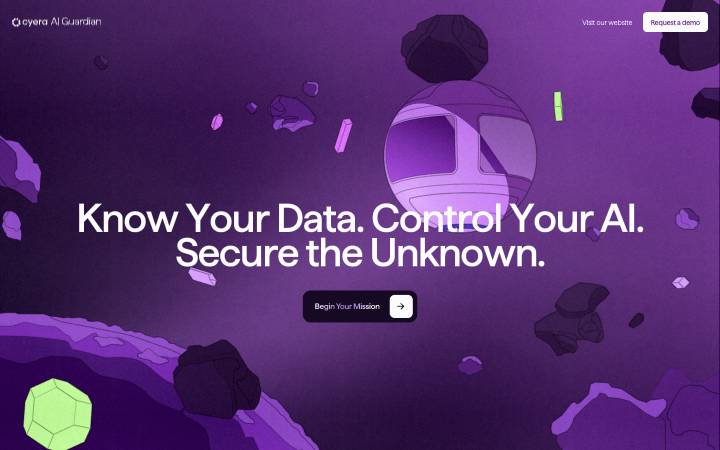 cyera AI Guardian
Visit our website
Request a demo
Know Your Data. Control Your AI.
Secure the Unknown.
Begin Your Mission